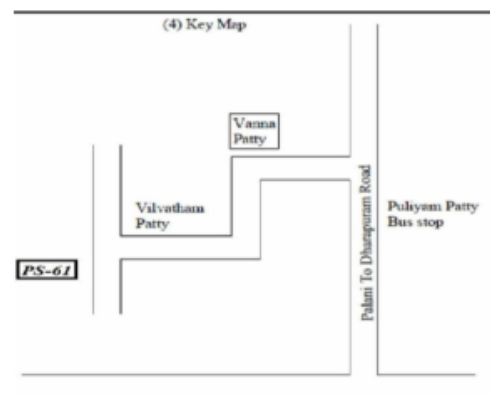 (4) Key Map
Vanna
Patty
Vilvatham
Patty
Palani To Dharapuram Road
Puliyam Patty
Bus stop
PS-61